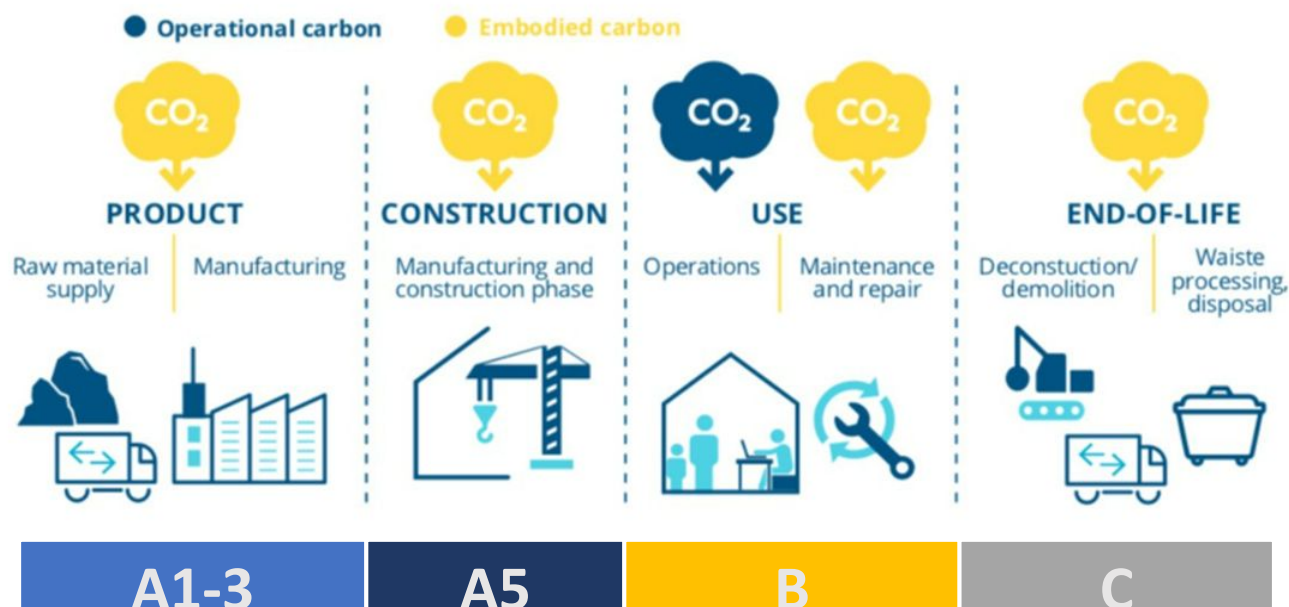 Operational carbon
Embodied carbon
CO₂
CO₂
CO₂
CO₂
CO₂
PRODUCT
CONSTRUCTION
USE
END-OF-LIFE
Raw material
supply
Manufacturing
Manufacturing and
construction phase
Operations
Maintenance
and repair
Deconstuction/
demolition
Waiste
processing,
disposal
A1-3
A5
B
C